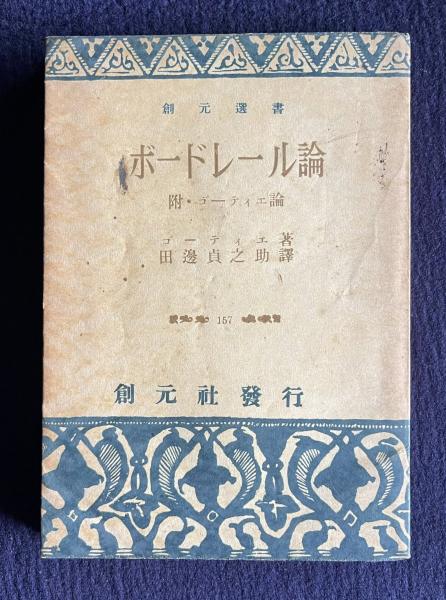 創元選書
ボードレール論
附・ゴーティエ論
ゴーティエ著
田邊貞之助譯
157
創元社發行